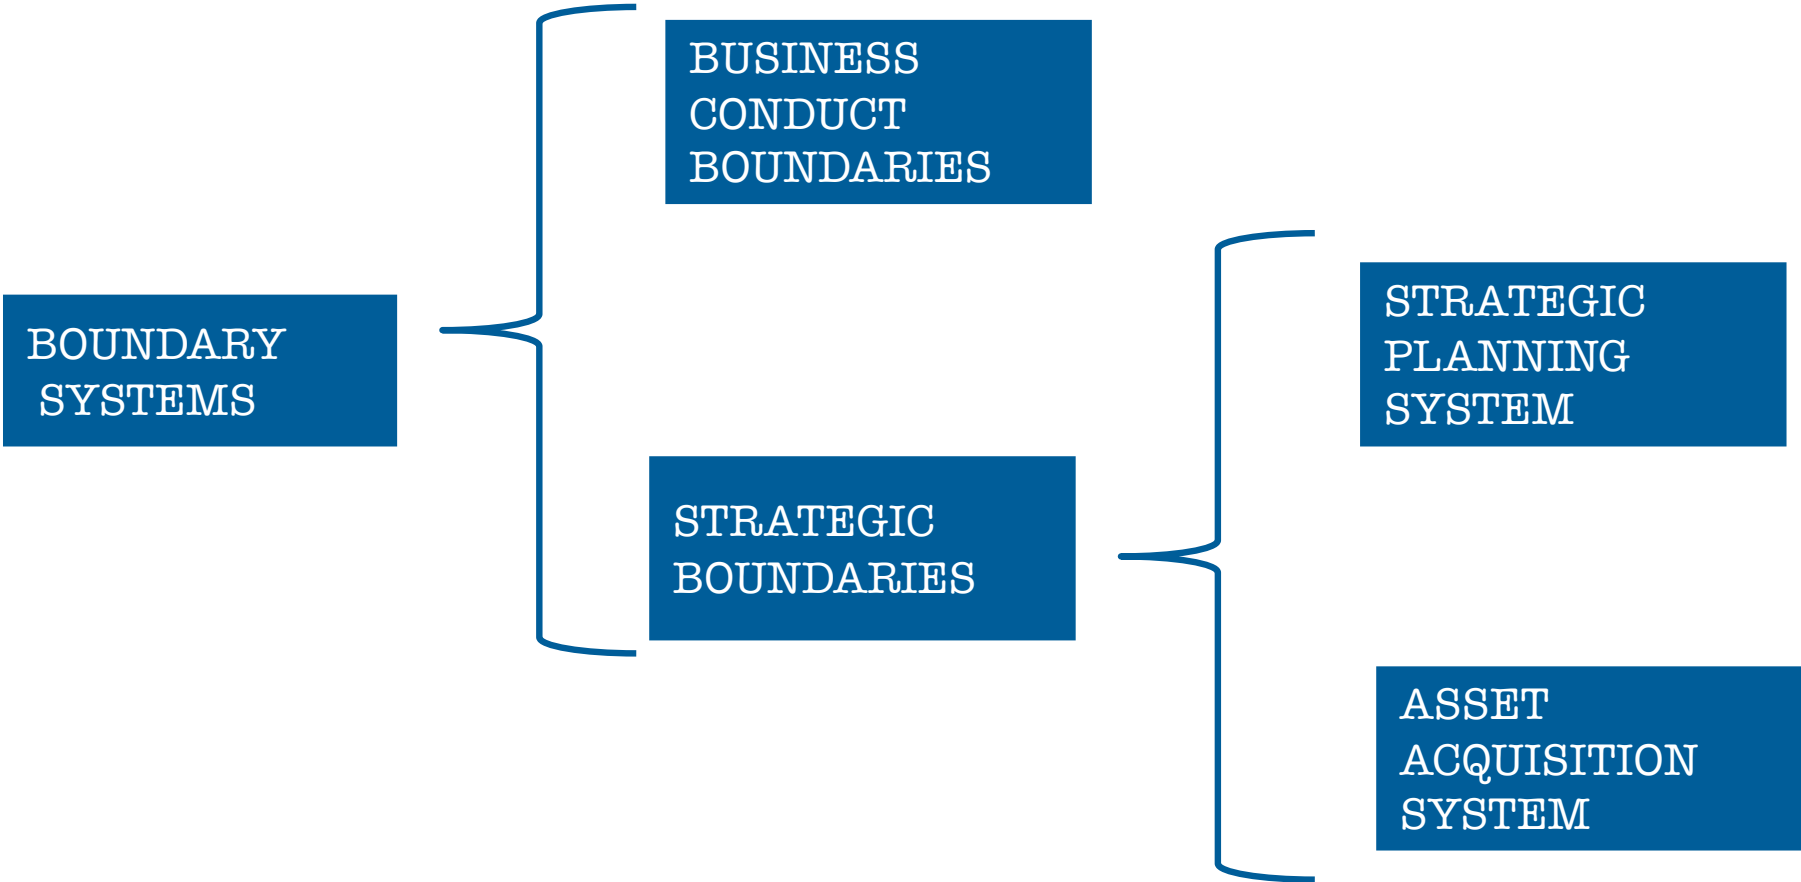 BUSINESS
CONDUCT
BOUNDARIES
BOUNDARY
SYSTEMS
STRATEGIC
BOUNDARIES
STRATEGIC
PLANNING
SYSTEM
ASSET
ACQUISITION
SYSTEM